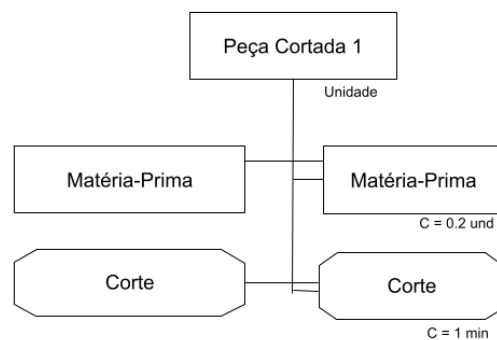 Peça Cortada 1
Unidade
Matéria-Prima
Matéria-Prima
C = 0.2 und
Corte
Corte
C = 1 min